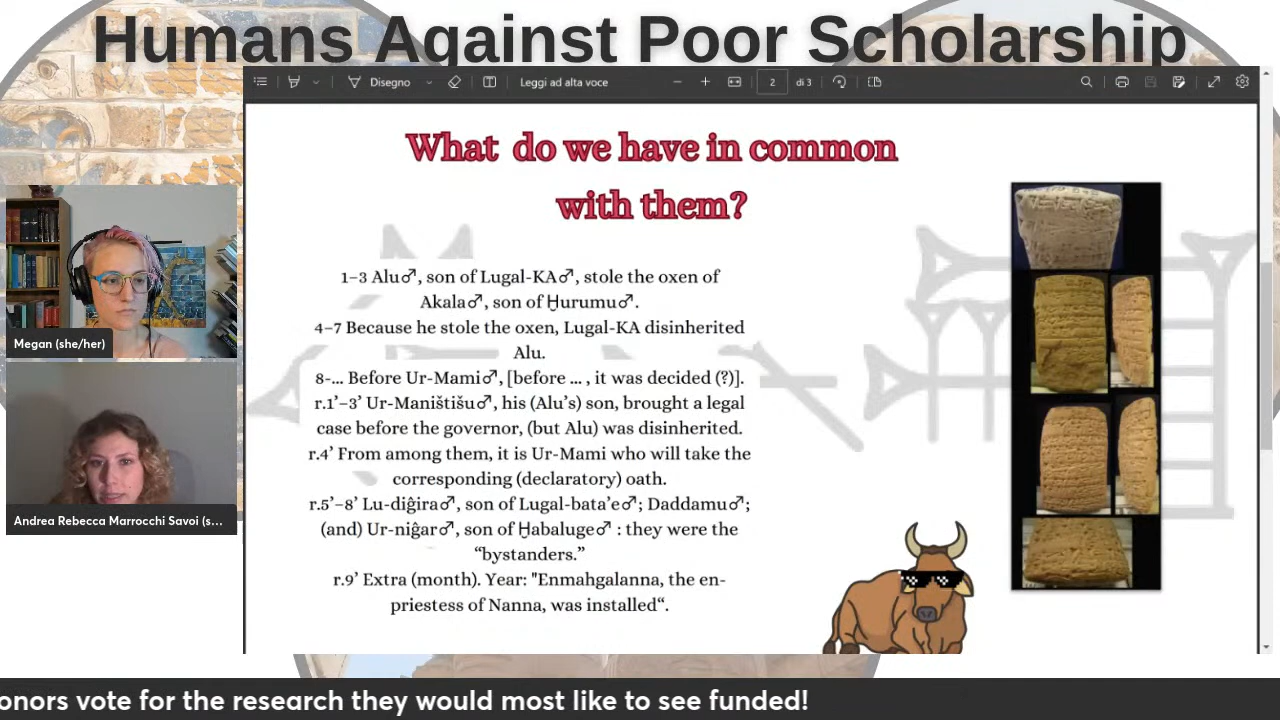 Humans Against Poor Scholarship
Disegno
Leggi ad alta voce
2
di 3
What do we have in common
with them?
1–3 Alu♂, son of Lugal-KA♂, stole the oxen of
Akala♂, son of Ḫurumu♂.
4–7 Because he stole the oxen, Lugal-KA disinherited
Alu.
8-... Before Ur-Mami♂, [before ... , it was decided (?)].
r.1’–3’ Ur-Maništišu♂, his (Alu’s) son, brought a legal
case before the governor, (but Alu) was disinherited.
r.4’ From among them, it is Ur-Mami who will take the
corresponding (declaratory) oath.
r.5’–8’ Lu-diĝira♂, son of Lugal-bata’e♂; Daddamu♂;
(and) Ur-niĝar♂, son of Ḫabaluge♂ : they were the
“bystanders.”
r.9’ Extra (month). Year: "Enmahgalanna, the en-
priestess of Nanna, was installed“.
Megan (she/her)
Andrea Rebecca Marrocchi Savoi (s...
onors vote for the research they would most like to see funded!